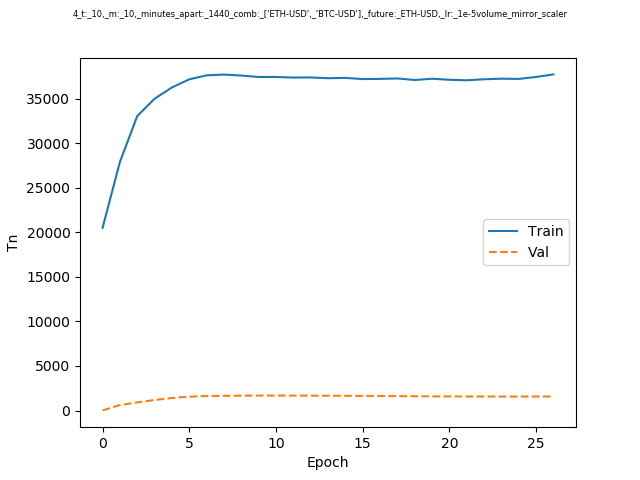 4_t:_10,_m:_10,_minutes_apart:_1440_comb:_['ETH-USD',_'BTC-USD'],_future:_ETH-USD,_lr:_1e-5volume_mirror_scaler
35000
30000
25000
20000
15000
10000
5000
0
Tn
Train
Val
0 5 10 15 20 25
Epoch